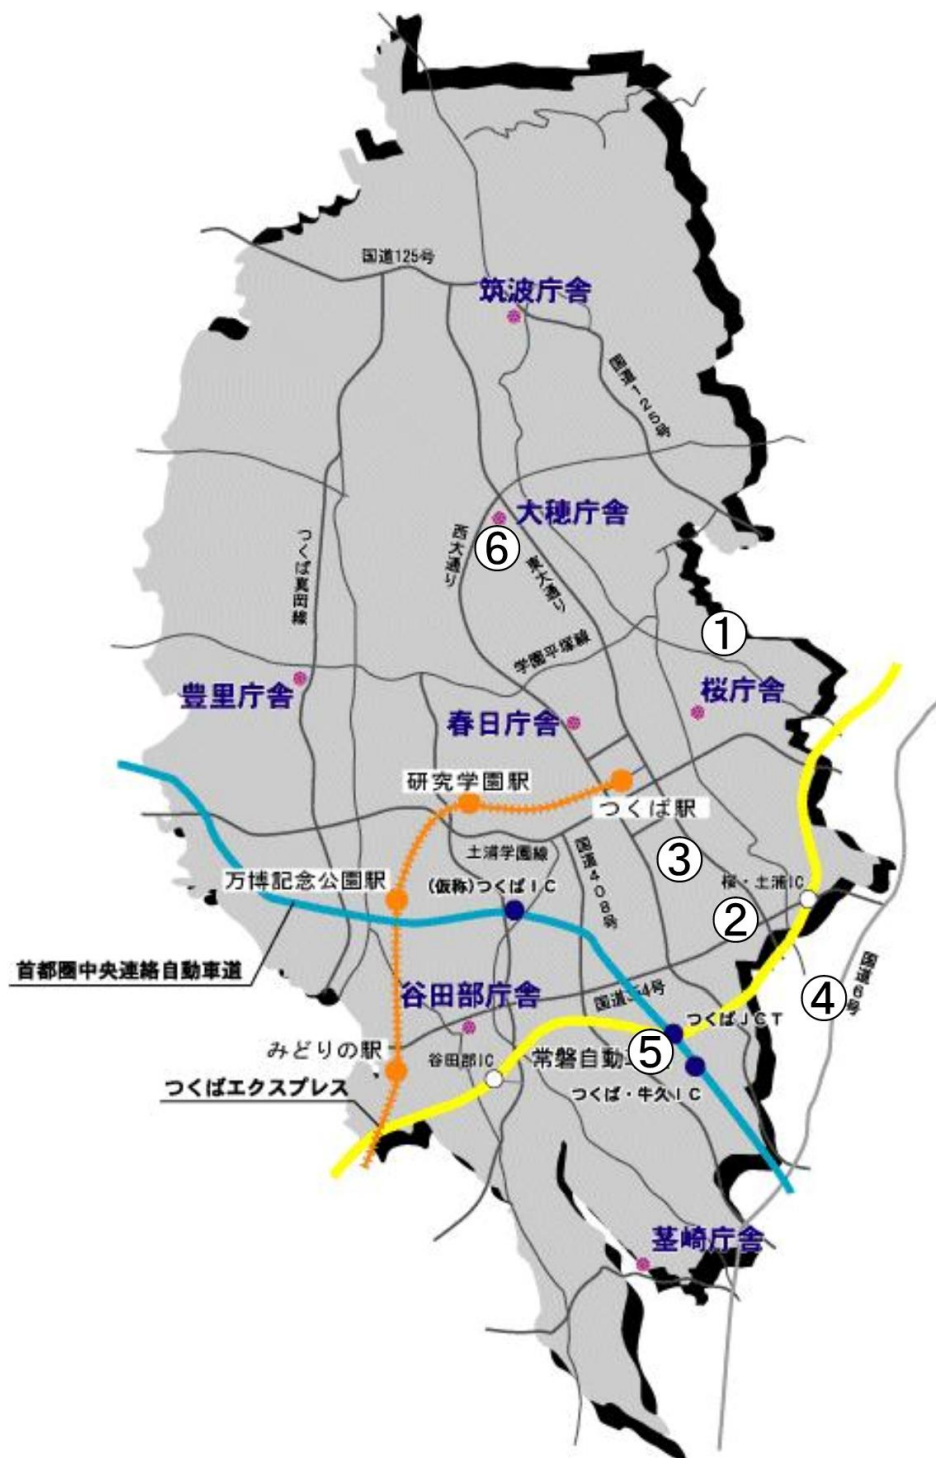 国道125号
筑波庁舎
国道125号
大穂庁舎
⑥
西大通り
東大通り
つくば真岡線
①
学園平塚線
豊里庁舎
桜庁舎
春日庁舎
研究学園駅
つくば駅
土浦学園線
国道408号
③
万博記念公園駅
(仮称)つくばIC
桜・土浦IC
②
首都圏中央連絡自動車道
谷田部庁舎
国道6号
④
つくばJCT
みどりの駅
谷田部IC
常磐自動車
⑤
つくばエクスプレス
つくば・牛久IC
茎崎庁舎